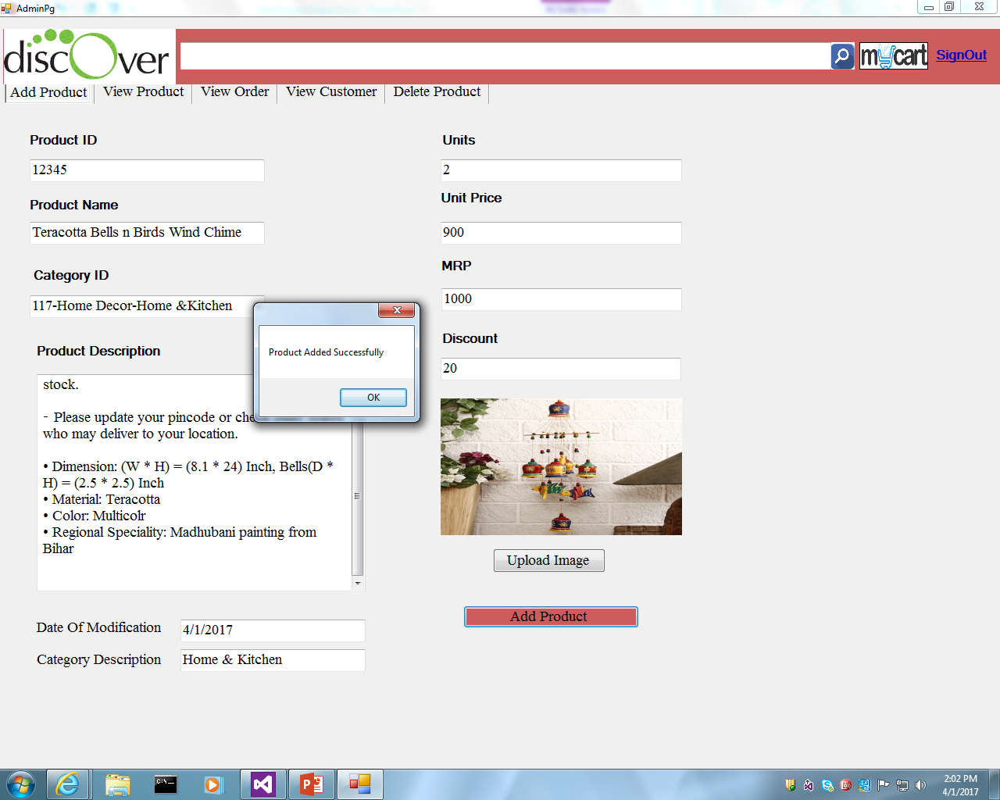 AdminPg
discOver
mycart
SignOut
Add Product
View Product
View Order
View Customer
Delete Product
Product ID
12345
Product Name
Teracotta Bells n Birds Wind Chime
Category ID
117-Home Decor-Home &Kitchen
Product Description
stock.
- Please update your pincode or
who may deliver to your location.
• Dimension: (W * H) = (8.1 * 24) Inch, Bells(D *
H) = (2.5 * 2.5) Inch
• Material: Teracotta
• Color: Multicolr
• Regional Speciality: Madhubani painting from
Bihar
Date Of Modification
4/1/2017
Category Description
Home & Kitchen
Units
2
Unit Price
900
MRP
1000
Discount
20
Upload Image
Add Product
Product Added Successfully
OK
C:\_
2:02 PM
4/1/2017